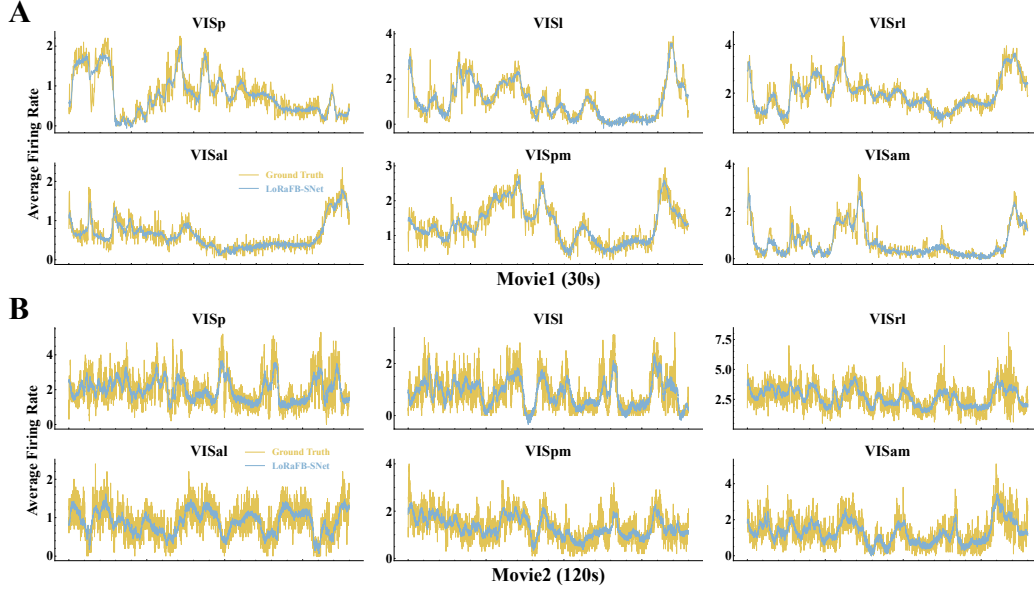 A
VISp
VISl
VISrl
Average Firing Rate
2
1
0
4
2
0
4
2
VISal
VISpm
VISam
Ground Truth
LoRaFB-SNet
2
1
0
3
2
1
4
2
0
Movie1 (30s)
B
VISp
VISl
VISrl
Average Firing Rate
4
2
0
2
0
7.5
5.0
2.5
VISal
VISpm
VISam
Ground Truth
LoRaFB-SNet
2
1
0
4
2
0
4
2
0
Movie2 (120s)